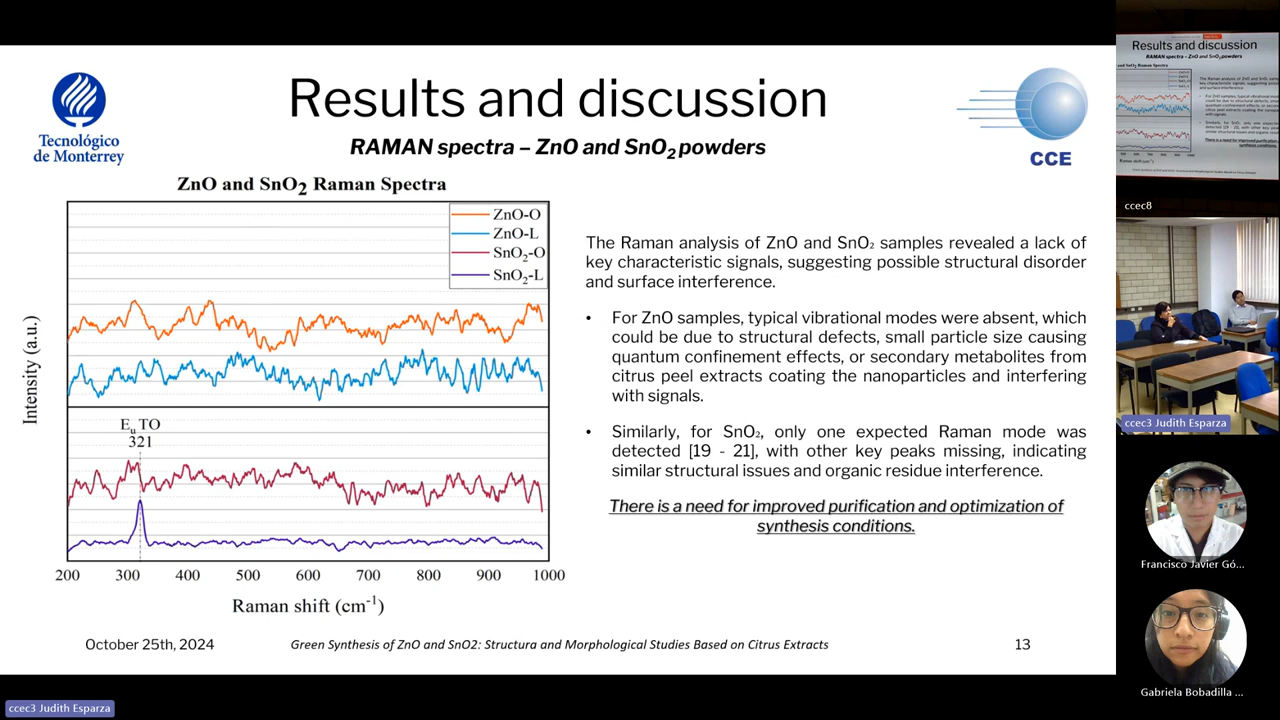 Results and discussion
RAMAN spectra – ZnO and SnO₂ powders
Tecnológico
de Monterrey
CCE
ZnO and SnO₂ Raman Spectra
ZnO-O
ZnO-L
SnO₂-O
SnO₂-L
Intensity (a.u.)
Eᵤ TO
321
200 300 400 500 600 700 800 900 1000
Raman shift (cm⁻¹)
The Raman analysis of ZnO and SnO₂ samples revealed a lack of
key characteristic signals, suggesting possible structural disorder
and surface interference.
• For ZnO samples, typical vibrational modes were absent, which
could be due to structural defects, small particle size causing
quantum confinement effects, or secondary metabolites from
citrus peel extracts coating the nanoparticles and interfering
with signals.
• Similarly, for SnO₂, only one expected Raman mode was
detected [19 - 21], with other key peaks missing, indicating
similar structural issues and organic residue interference.
There is a need for improved purification and optimization of
synthesis conditions.
October 25th, 2024
Green Synthesis of ZnO and SnO2: Structura and Morphological Studies Based on Citrus Extracts
13
ccec3 Judith Esparza
Results and discussion
RAMAN spectra – ZnO and SnO₂ powders
ccec8
ccec3 Judith Esparza
Francisco Javier Gó...
Gabriela Bobadilla ...